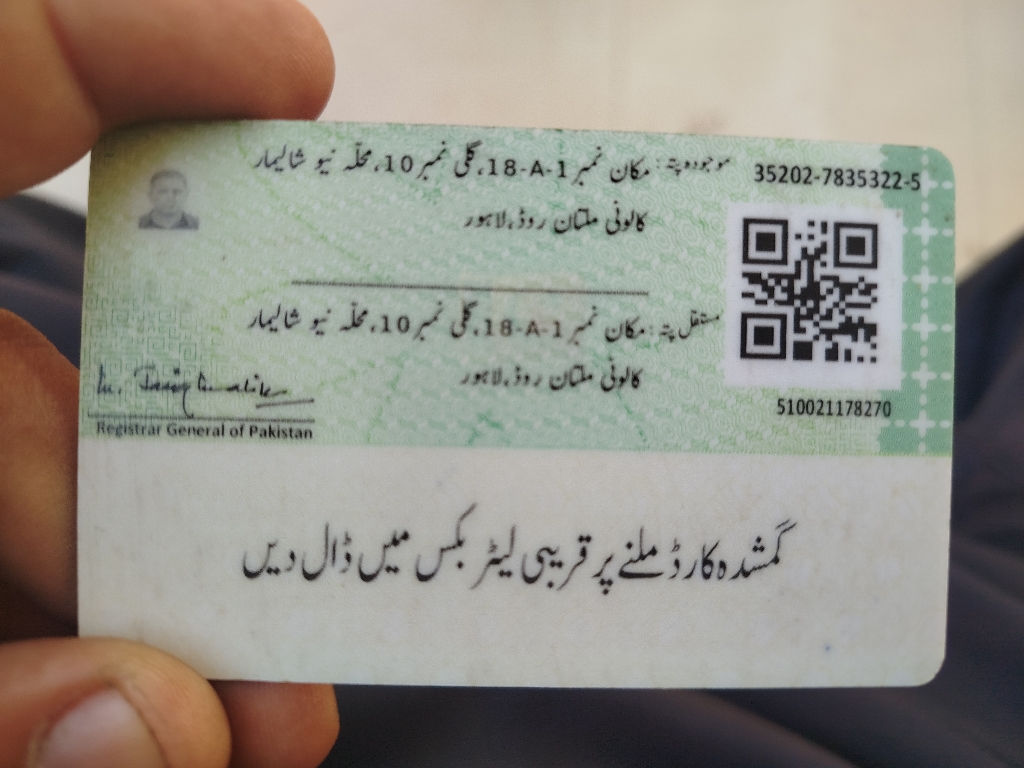 35202-7835322-5
موجودہ پتہ: مکان نمبر 18-A-1، گلی نمبر 10، محلّہ نیو شالیمار
کالونی ملتان روڈ، لاہور
مستقل پتہ: مکان نمبر 18-A-1، گلی نمبر 10، محلّہ نیو شالیمار
کالونی ملتان روڈ، لاہور
510021178270
Registrar General of Pakistan
گمشدہ کارڈ ملنے پر قریبی لیٹر بکس میں ڈال دیں